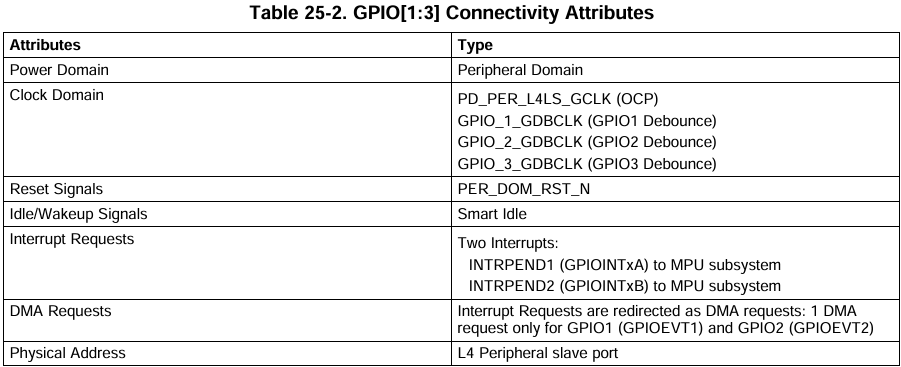 Table 25-2. GPIO[1:3] Connectivity Attributes
Attributes Type
Power Domain Peripheral Domain
Clock Domain PD_PER_L4LS_GCLK (OCP)
GPIO_1_GDBCLK (GPIO1 Debounce)
GPIO_2_GDBCLK (GPIO2 Debounce)
GPIO_3_GDBCLK (GPIO3 Debounce)
Reset Signals PER_DOM_RST_N
Idle/Wakeup Signals Smart Idle
Interrupt Requests Two Interrupts:
INTRPEND1 (GPIOINTxA) to MPU subsystem
INTRPEND2 (GPIOINTxB) to MPU subsystem
DMA Requests Interrupt Requests are redirected as DMA requests: 1 DMA
request only for GPIO1 (GPIOEVT1) and GPIO2 (GPIOEVT2)
Physical Address L4 Peripheral slave port